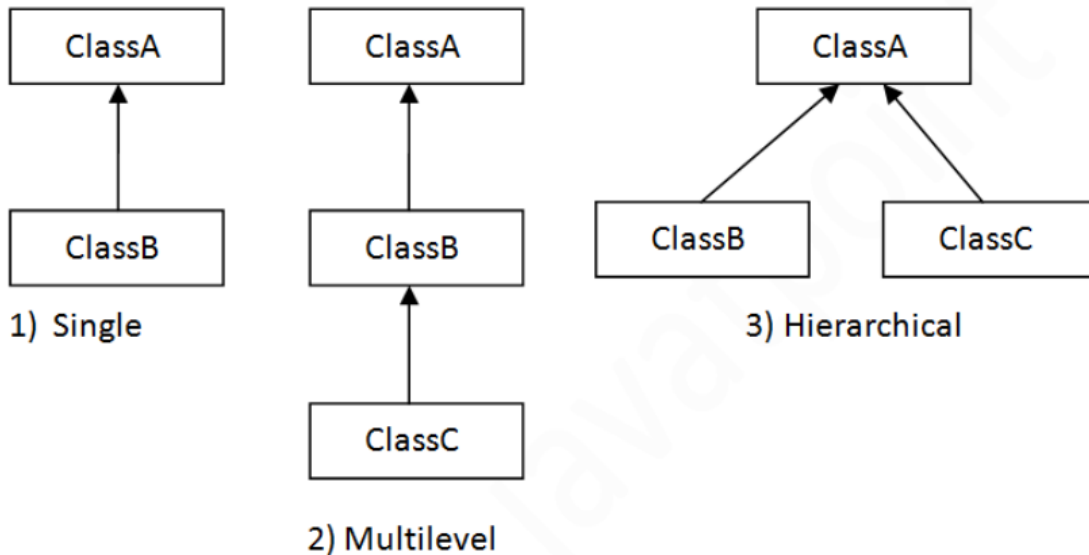 ClassA
ClassB
1) Single
ClassA
ClassB
ClassC
2) Multilevel
ClassA
ClassB
ClassC
3) Hierarchical